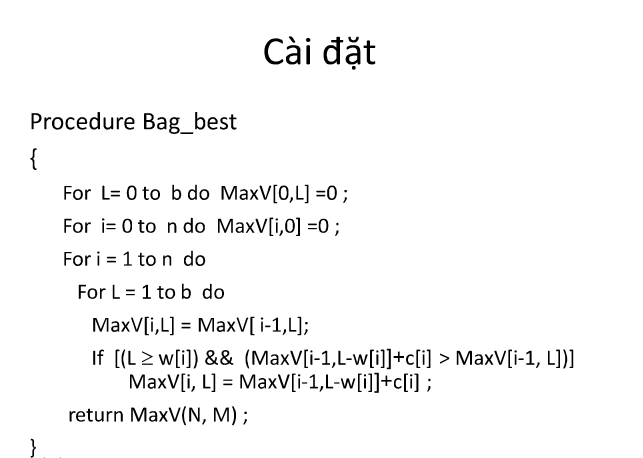 Cài đặt
Procedure Bag_best
{
For L= 0 to b do MaxV[0,L] =0 ;
For i= 0 to n do MaxV[i,0] =0 ;
For i = 1 to n do
For L = 1 to b do
MaxV[i,L] = MaxV[ i-1,L];
If [(L ≥ w[i]) && (MaxV[i-1,L-w[i]]+c[i] > MaxV[i-1, L])]
MaxV[i, L] = MaxV[i-1,L-w[i]]+c[i] ;
return MaxV(N, M) ;
}